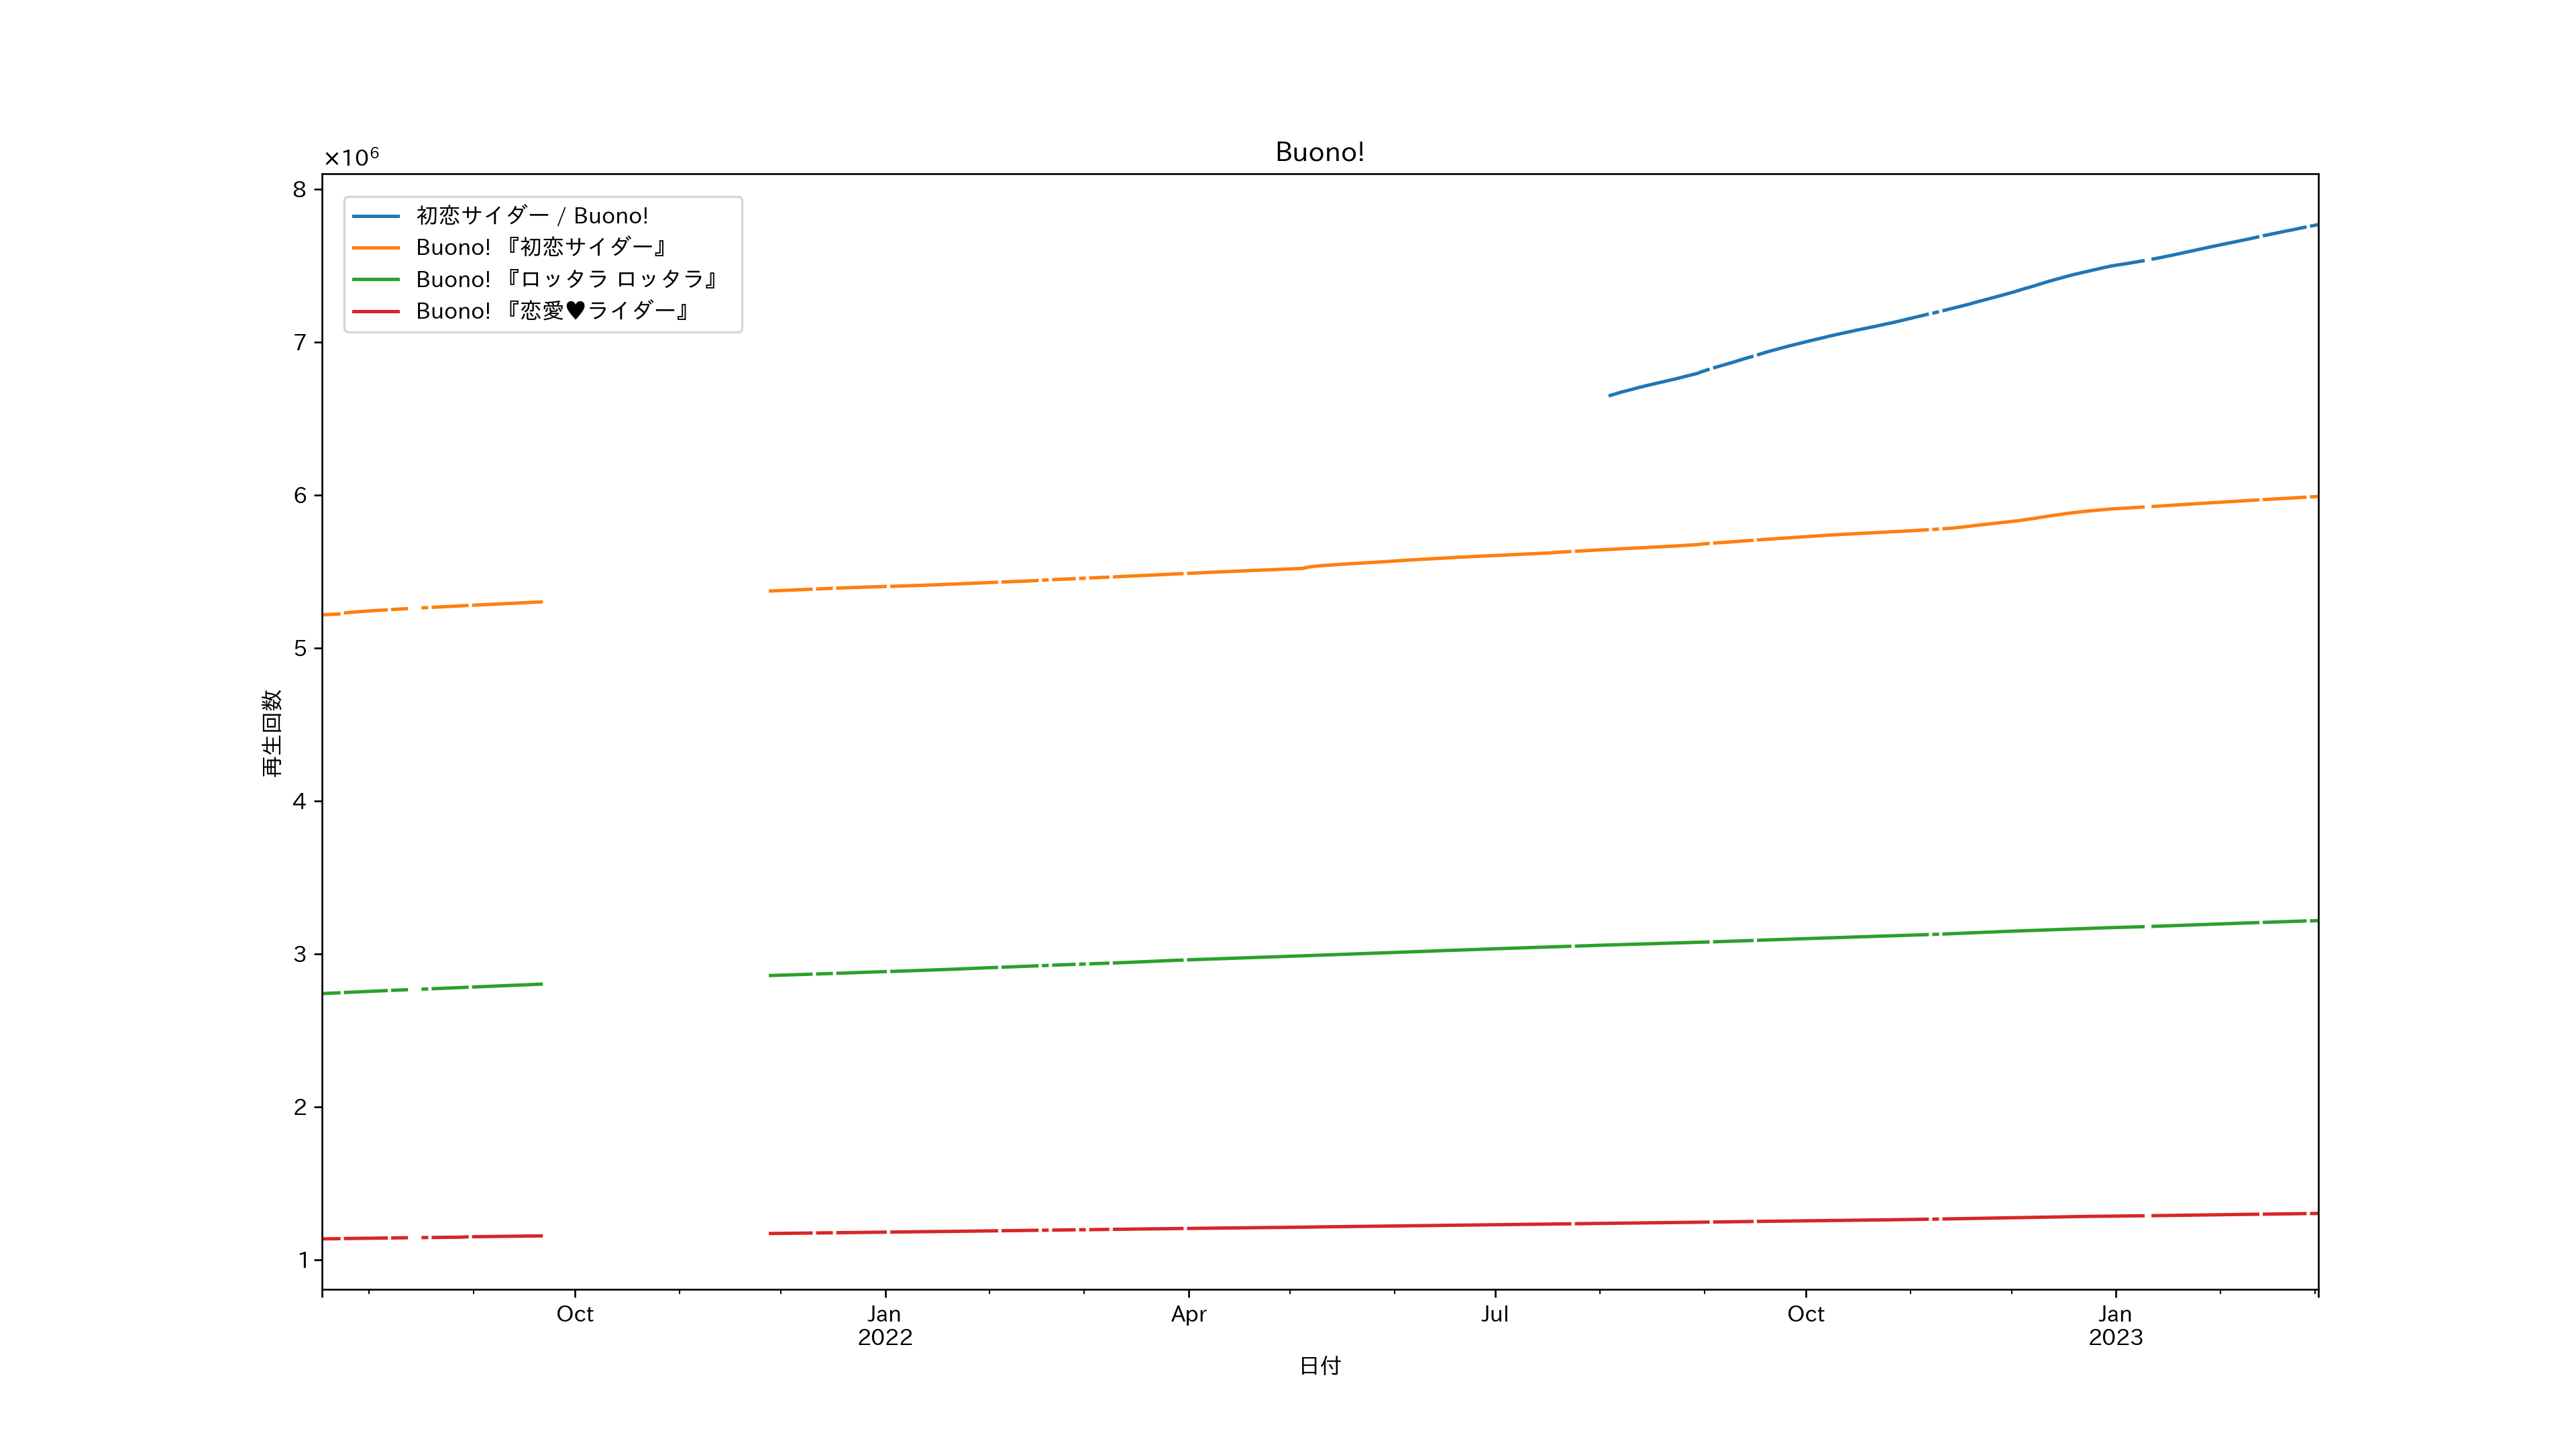 Buono!
×10⁶
8
7
6
5
4
3
2
1
再生回数
初恋サイダー / Buono!
Buono! 『初恋サイダー』
Buono! 『ロッタラ ロッタラ』
Buono! 『恋愛♥ライダー』
Oct
Jan
2022
Apr
Jul
Oct
Jan
2023
日付